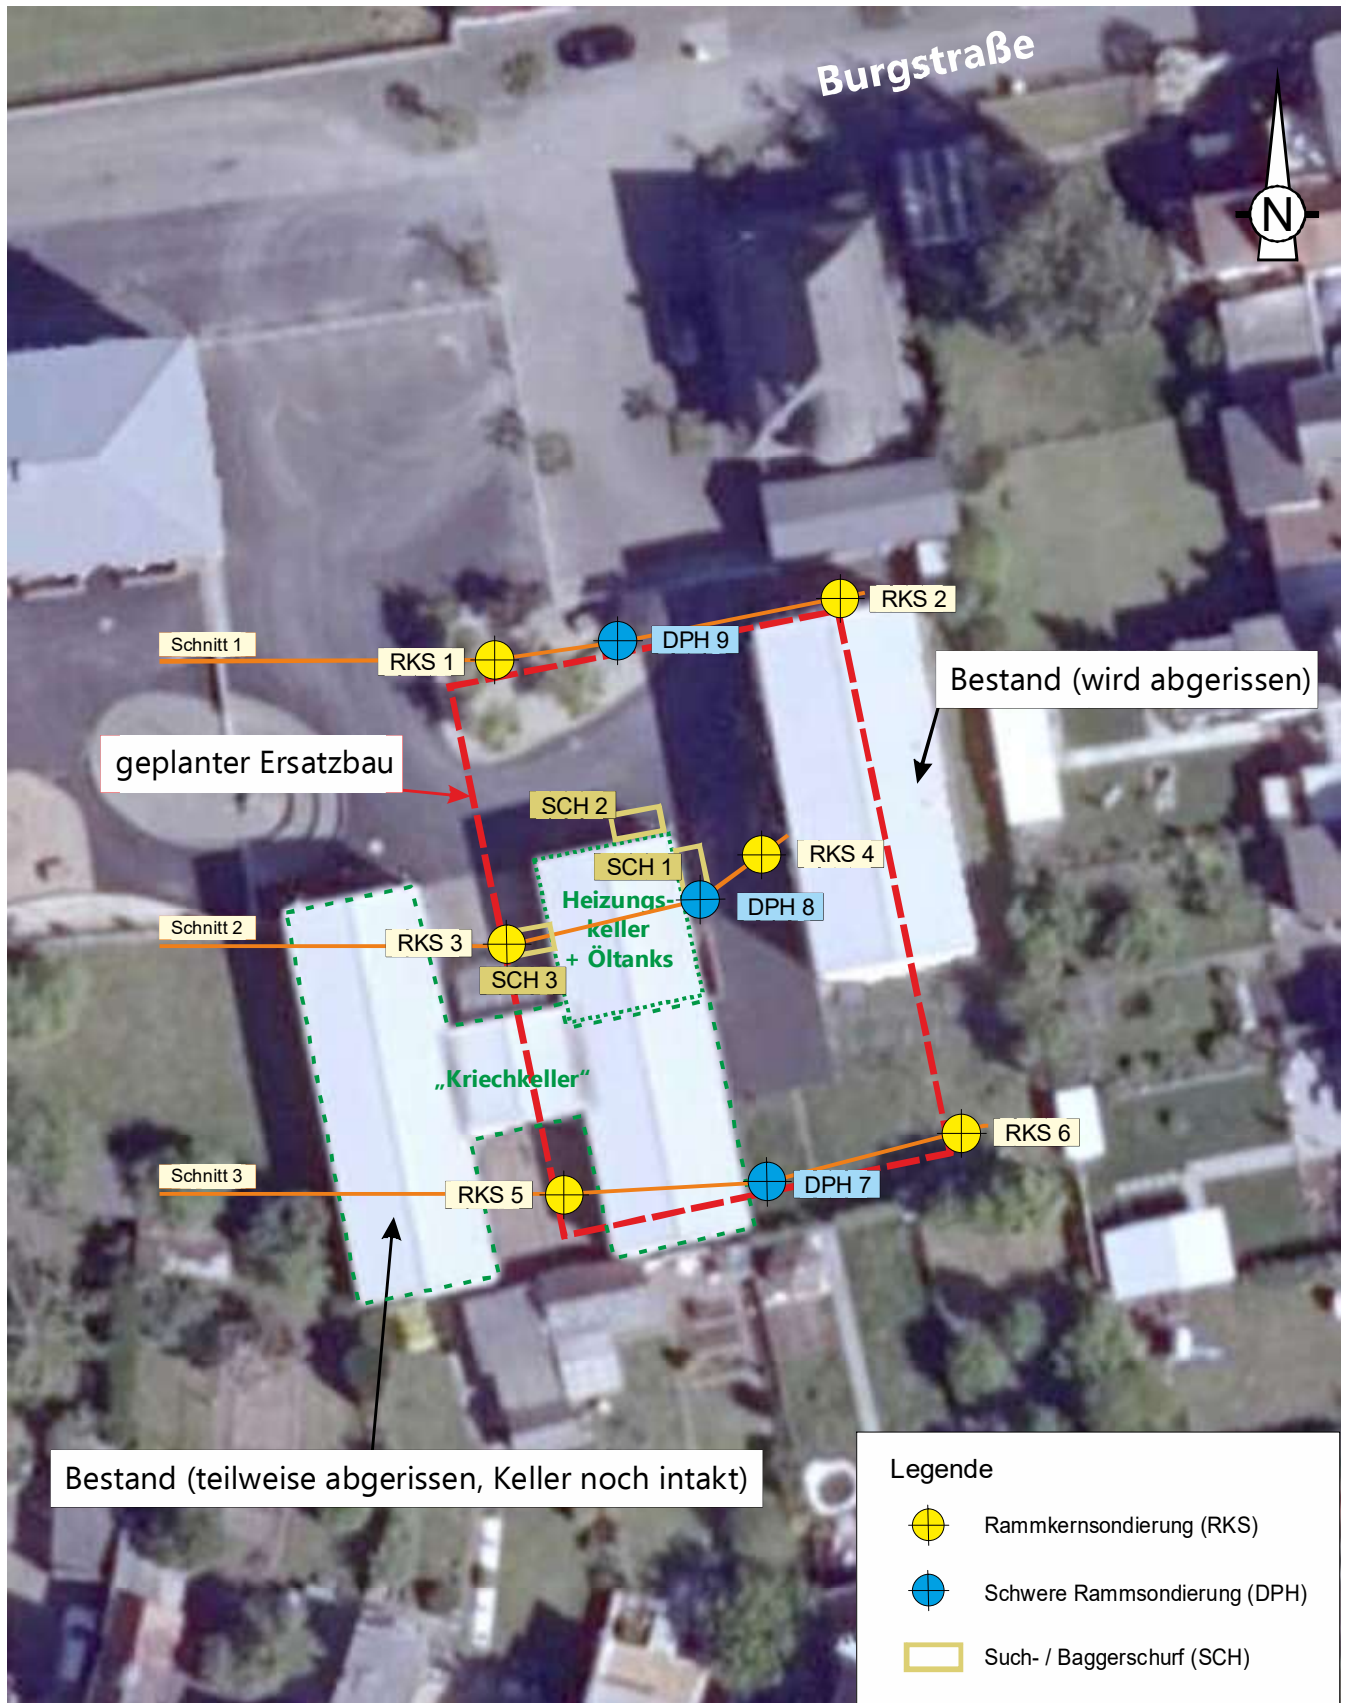 Burgstraße
N
RKS 2
Schnitt 1
DPH 9
RKS 1
Bestand (wird abgerissen)
geplanter Ersatzbau
SCH 2
RKS 4
SCH 1
Heizungs-
keller
+ Öltanks
DPH 8
Schnitt 2
RKS 3
SCH 3
„Kriechkeller“
RKS 6
Schnitt 3
RKS 5
DPH 7
Bestand (teilweise abgerissen, Keller noch intakt)
Legende
Rammkernsondierung (RKS)
Schwere Rammsondierung (DPH)
Such- / Baggerschurf (SCH)